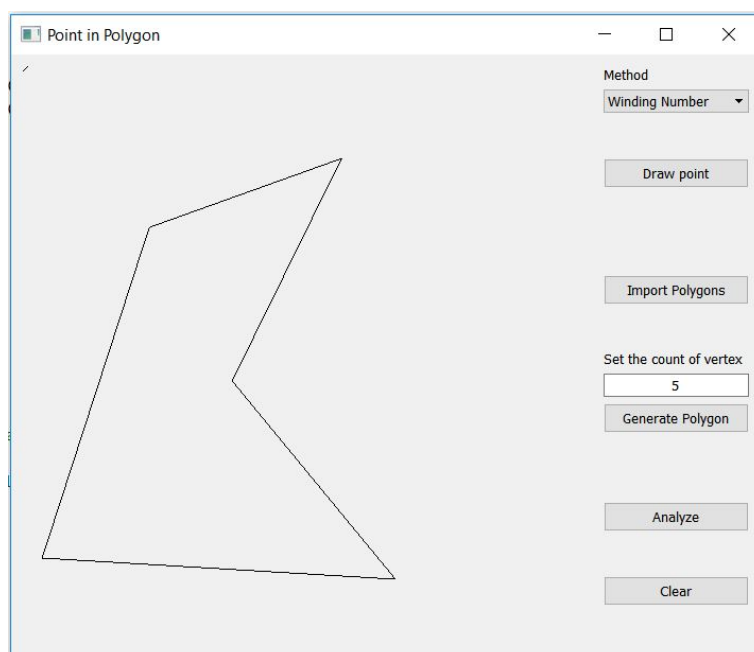 Point in Polygon
Method
Winding Number
Draw point
Import Polygons
Set the count of vertex
5
Generate Polygon
Analyze
Clear